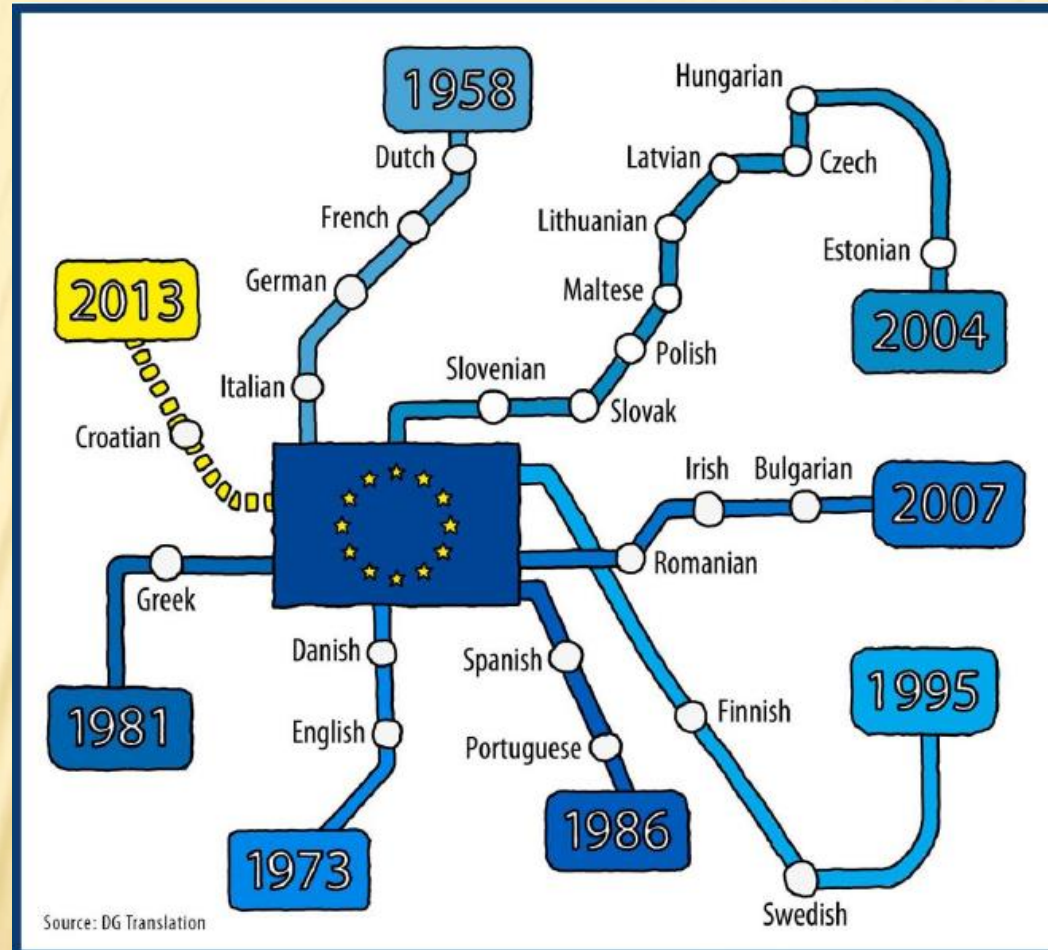 1958
Dutch
French
German
Italian
Hungarian
Latvian
Czech
Lithuanian
Estonian
Maltese
2004
Polish
Slovenian
Slovak
2013
Croatian
Irish
Bulgarian
2007
Romanian
Greek
1981
Danish
English
1973
Spanish
Portuguese
1986
Finnish
1995
Swedish
Source: DG Translation